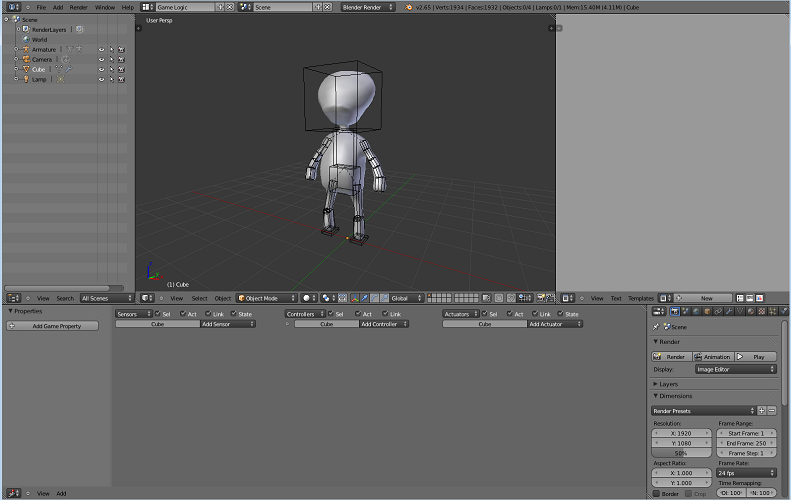 File Add Render Window Help Game Logic Scene Blender Render v2.65 | Verts:1934 | Faces:1932 | Objects:0/4 | Lamps:0/1 | Mem:15.40M (4.11M) | Cube
Scene
RenderLayers
World
Armature
Camera
Cube
Lamp
User Persp
(1) Cube
View Search All Scenes
View Select Object Object Mode Global
View Text Templates New
Properties
Add Game Property
Sensors Sel Act Link State
Cube Add Sensor
Controllers Sel Act Link
Cube Add Controller
Actuators Sel Act Link State
Cube Add Actuator
View Add
Scene
Render
Render Animation Play
Display: Image Editor
Layers
Dimensions
Render Presets
Resolution: Frame Range:
X: 1920 Start Frame: 1
Y: 1080 End Frame: 250
50% Frame Step: 1
Aspect Ratio: Frame Rate:
X: 1.000 24 fps
Y: 1.000 Time Remapping:
Border Crop